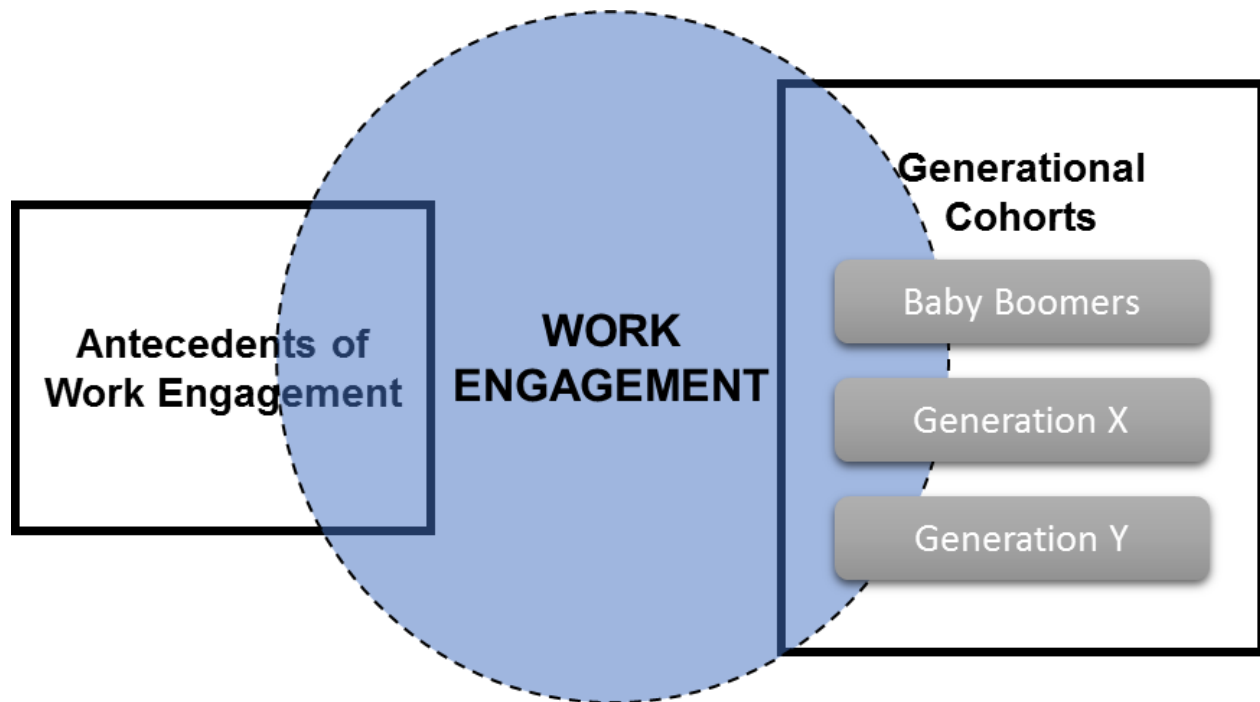 Antecedents of
Work Engagement
WORK
ENGAGEMENT
Generational
Cohorts
Baby Boomers
Generation X
Generation Y